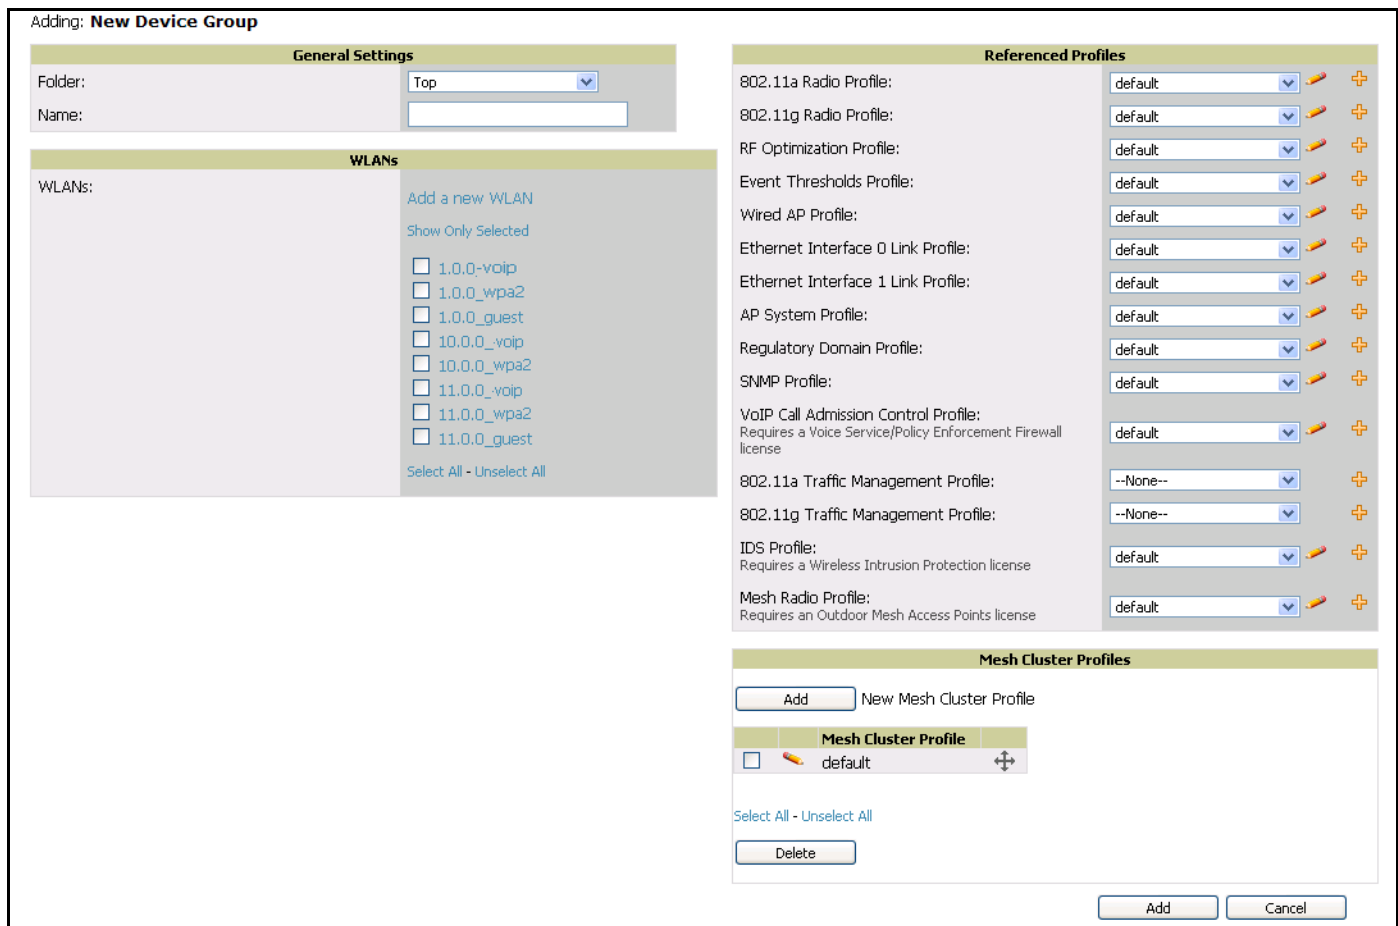 Adding: New Device Group
General Settings
Folder: Top
Name:
WLANs
WLANs:
Add a new WLAN
Show Only Selected
1.0.0-voip
1.0.0_wpa2
1.0.0_guest
10.0.0_-voip
10.0.0_wpa2
11.0.0_-voip
11.0.0_wpa2
11.0.0_guest
Select All - Unselect All
Referenced Profiles
802.11a Radio Profile: default
802.11g Radio Profile: default
RF Optimization Profile: default
Event Thresholds Profile: default
Wired AP Profile: default
Ethernet Interface 0 Link Profile: default
Ethernet Interface 1 Link Profile: default
AP System Profile: default
Regulatory Domain Profile: default
SNMP Profile: default
VoIP Call Admission Control Profile:
Requires a Voice Service/Policy Enforcement Firewall
license
default
802.11a Traffic Management Profile: --None--
802.11g Traffic Management Profile: --None--
IDS Profile:
Requires a Wireless Intrusion Protection license
default
Mesh Radio Profile:
Requires an Outdoor Mesh Access Points license
default
Mesh Cluster Profiles
Add New Mesh Cluster Profile
Mesh Cluster Profile
default
Select All - Unselect All
Delete
Add Cancel